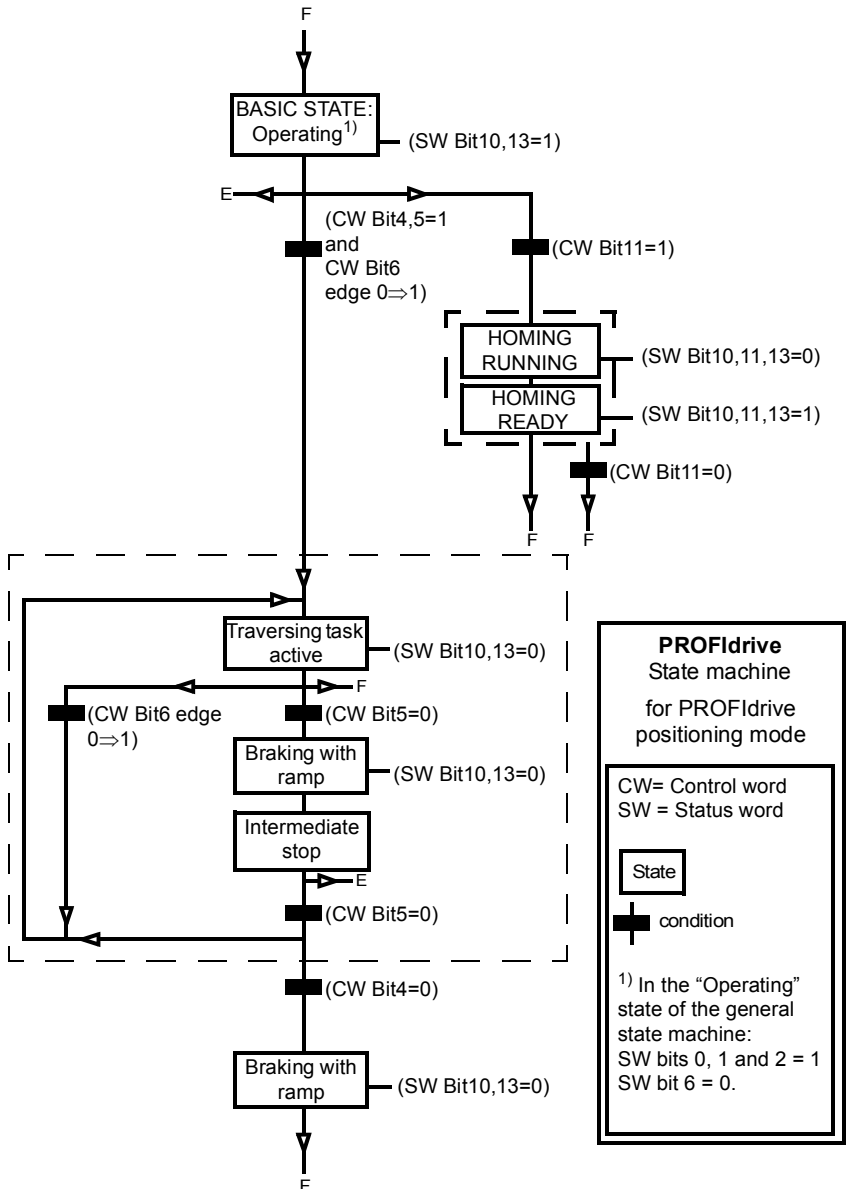 F
BASIC STATE:
Operating1)
(SW Bit10,13=1)
E
(CW Bit4,5=1
and
CW Bit6
edge 0⇒1)
(CW Bit11=1)
HOMING
RUNNING
(SW Bit10,11,13=0)
HOMING
READY
(SW Bit10,11,13=1)
(CW Bit11=0)
F
F
Traversing task
active
(SW Bit10,13=0)
F
(CW Bit6 edge
0⇒1)
(CW Bit5=0)
Braking with
ramp
(SW Bit10,13=0)
Intermediate
stop
E
(CW Bit5=0)
(CW Bit4=0)
Braking with
ramp
(SW Bit10,13=0)
PROFIdrive
State machine
for PROFIdrive
positioning mode
CW= Control word
SW = Status word
State
condition
1) In the “Operating”
state of the general
state machine:
SW bits 0, 1 and 2 = 1
SW bit 6 = 0.